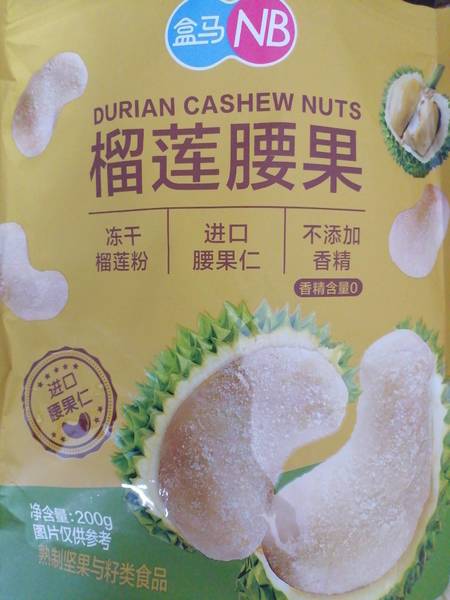 盒马NB
DURIAN CASHEW NUTS
榴莲腰果
冻干
榴莲粉
进口
腰果仁
不添加
香精
香精含量0
进口
腰果仁
净含量:200g
图片仅供参考
熟制坚果与籽类食品